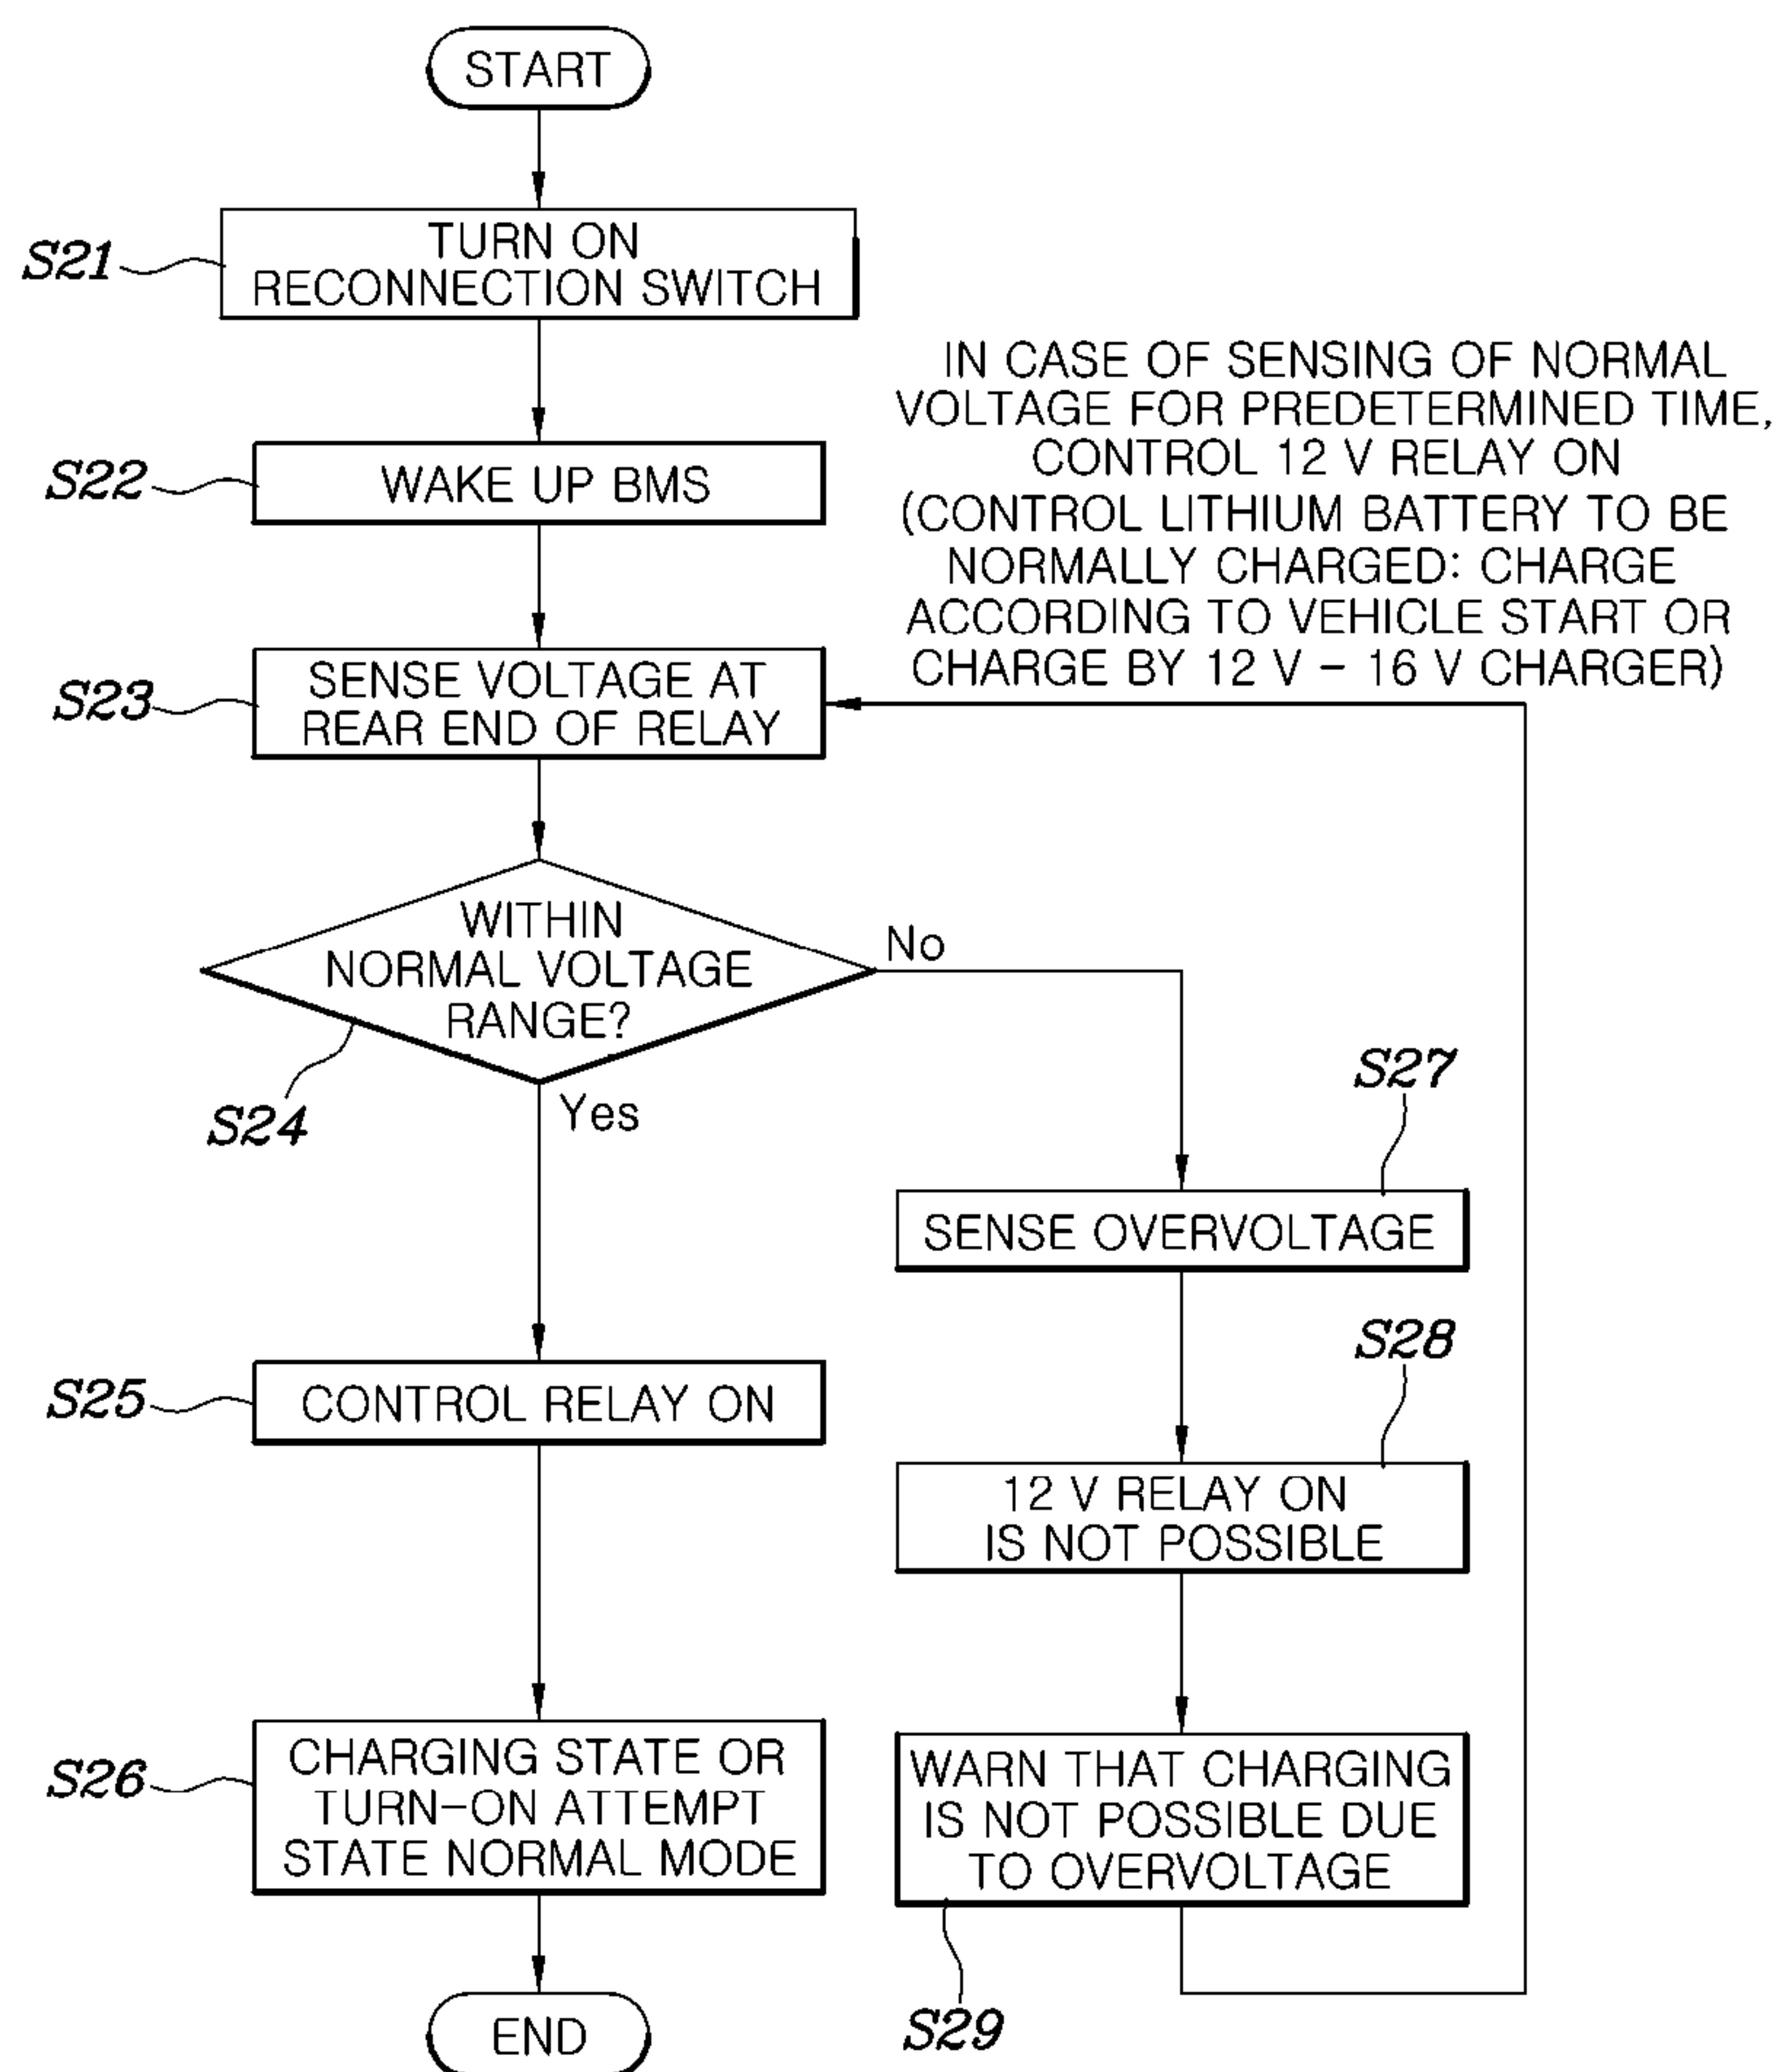 START
S21
TURN ON
RECONNECTION SWITCH
IN CASE OF SENSING OF NORMAL
VOLTAGE FOR PREDETERMINED TIME,
CONTROL 12 V RELAY ON
(CONTROL LITHIUM BATTERY TO BE
NORMALLY CHARGED: CHARGE
ACCORDING TO VEHICLE START OR
CHARGE BY 12 V - 16 V CHARGER)
S22
WAKE UP BMS
S23
SENSE VOLTAGE AT
REAR END OF RELAY
WITHIN
NORMAL VOLTAGE
RANGE?
No
S24
Yes
S27
SENSE OVERVOLTAGE
S25
CONTROL RELAY ON
S28
12 V RELAY ON
IS NOT POSSIBLE
S26
CHARGING STATE OR
TURN-ON ATTEMPT
STATE NORMAL MODE
WARN THAT CHARGING
IS NOT POSSIBLE DUE
TO OVERVOLTAGE
S29
END